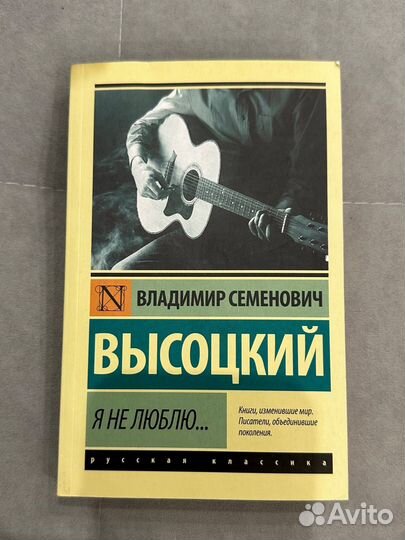 N
ВЛАДИМИР СЕМЕНОВИЧ
ВЫСОЦКИЙ
Я НЕ ЛЮБЛЮ...
Книги, изменившие мир.
Писатели, объединившие
поколения.
русская классика
Avito